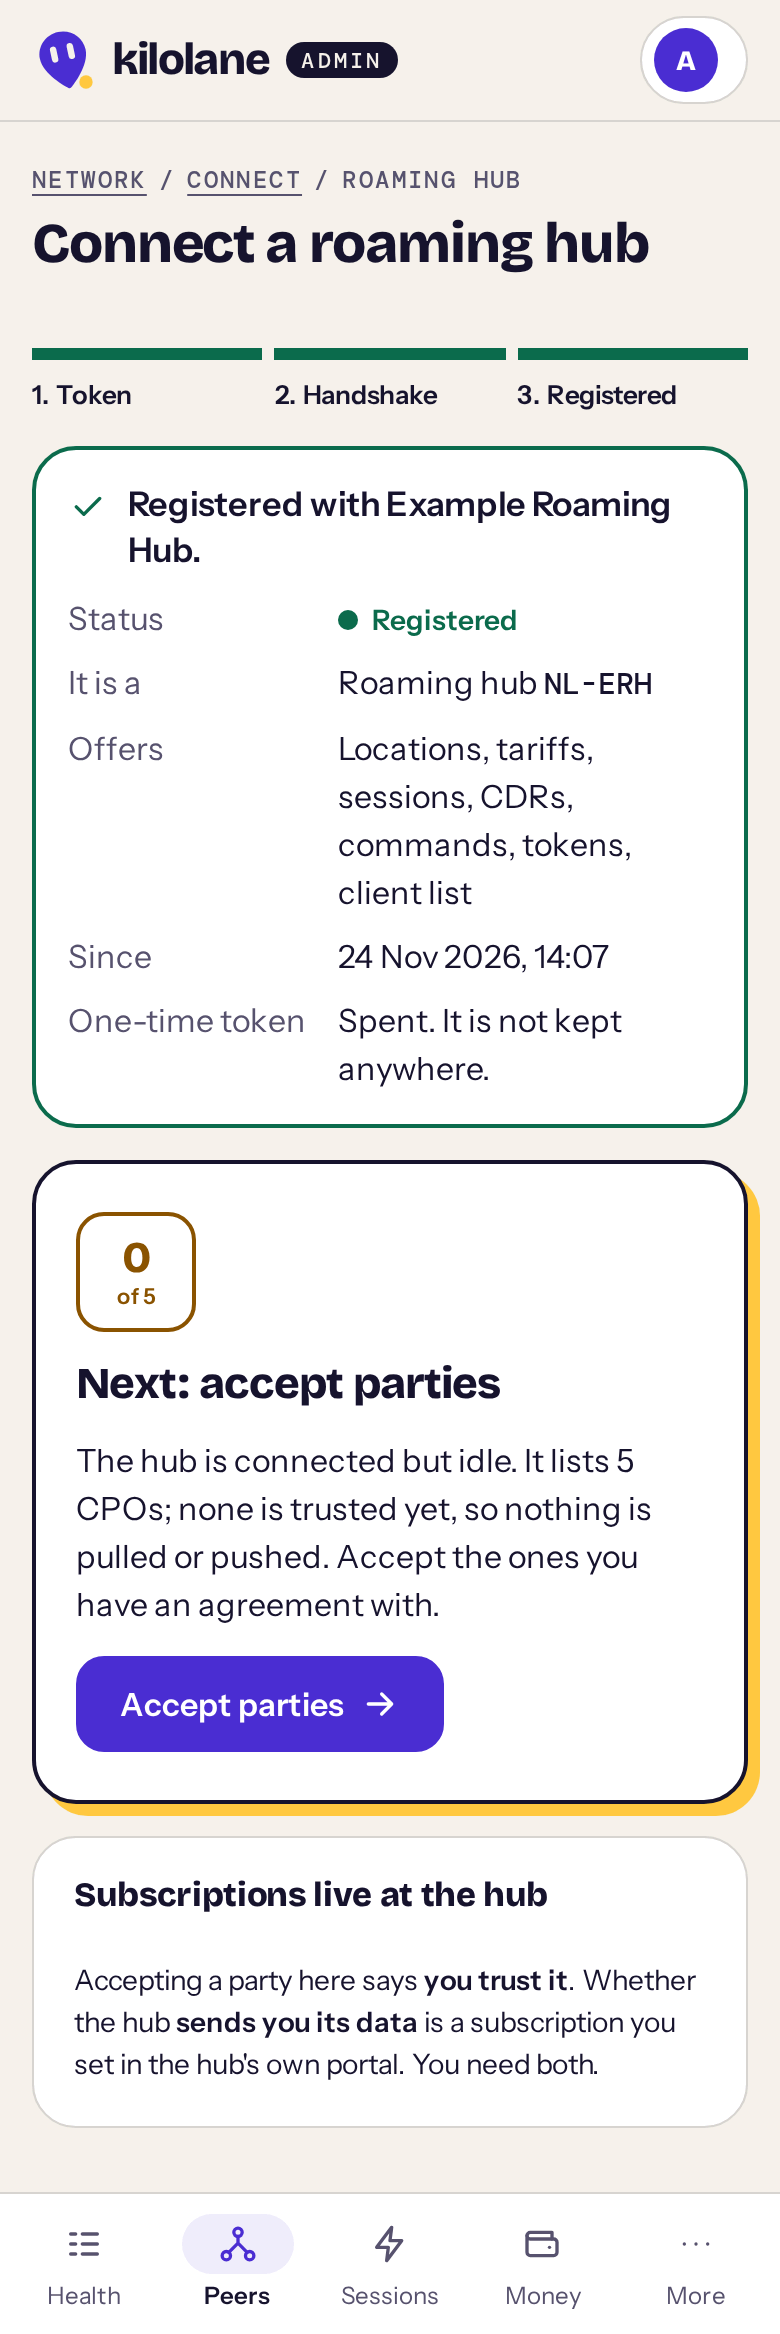 kilolane ADMIN A
NETWORK / CONNECT / ROAMING HUB
Connect a roaming hub
1. Token 2. Handshake 3. Registered
Registered with Example Roaming
Hub.
Status Registered
It is a Roaming hub NL-ERH
Offers Locations, tariffs,
sessions, CDRs,
commands, tokens,
client list
Since 24 Nov 2026, 14:07
One-time token Spent. It is not kept
anywhere.
0
of 5
Next: accept parties
The hub is connected but idle. It lists 5
CPOs; none is trusted yet, so nothing is
pulled or pushed. Accept the ones you
have an agreement with.
Accept parties →
Subscriptions live at the hub
Accepting a party here says you trust it. Whether
the hub sends you its data is a subscription you
set in the hub's own portal. You need both.
Health Peers Sessions Money More